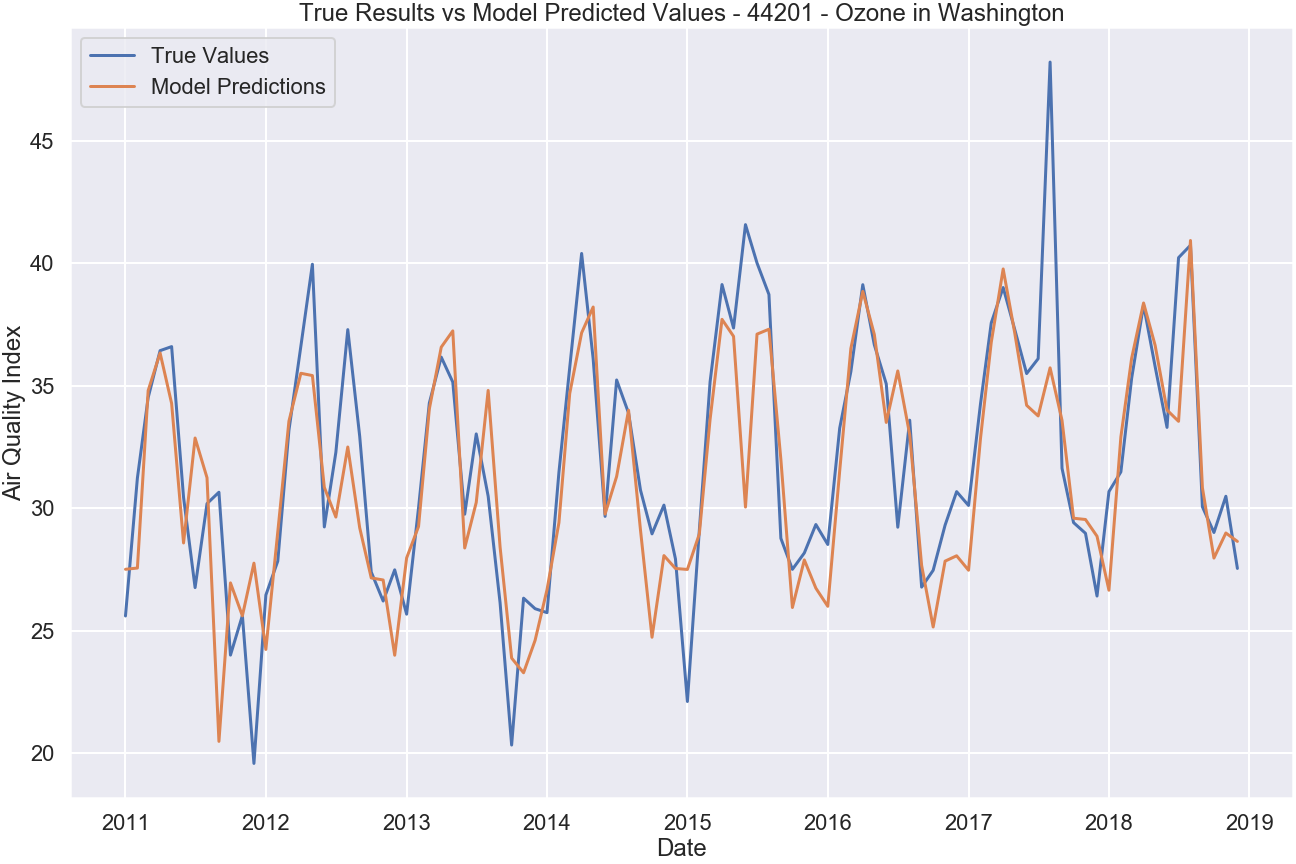 True Results vs Model Predicted Values - 44201 - Ozone in Washington
True Values
Model Predictions
Air Quality Index
45
40
35
30
25
20
2011 2012 2013 2014 2015 2016 2017 2018 2019
Date